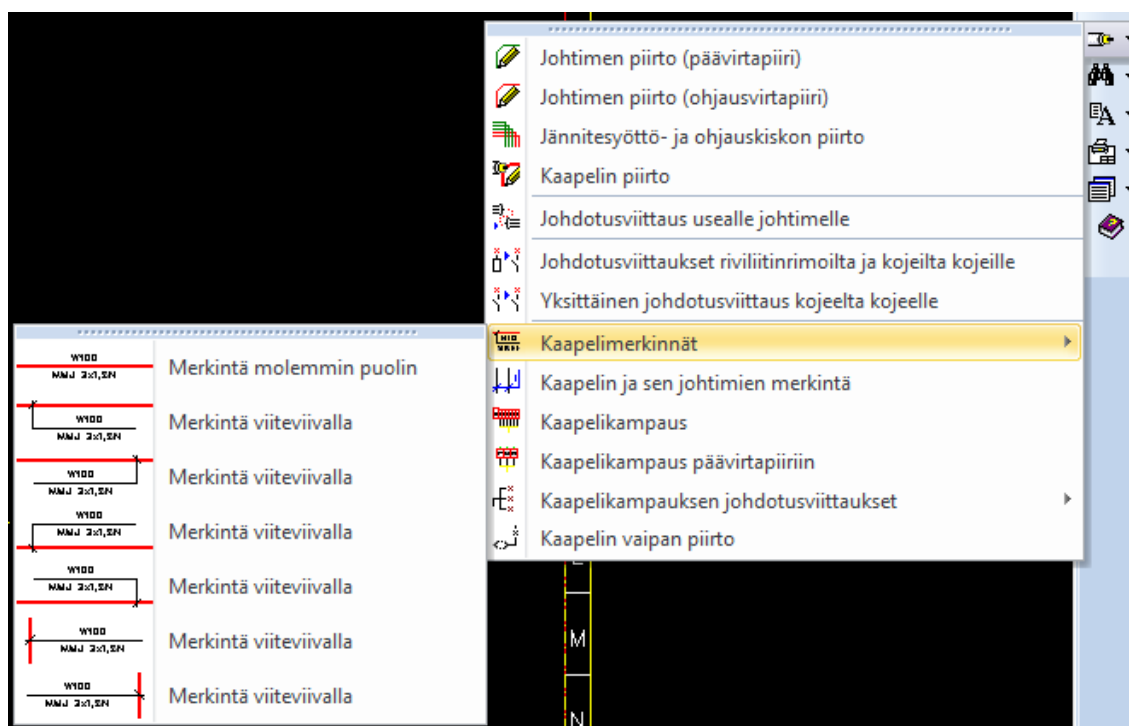 Johtimen piirto (päävirtapiiri)
Johtimen piirto (ohjausvirtapiiri)
Jännitesyöttö- ja ohjauskiskon piirto
Kaapelin piirto
Johdotusviittaus usealle johtimelle
Johdotusviittaukset riviliitinrimoilta ja kojeilta kojeille
Yksittäinen johdotusviittaus kojeelta kojeelle
Kaapelimerkinnät
Kaapelin ja sen johtimien merkintä
Kaapelikampaus
Kaapelikampaus päävirtapiiriin
Kaapelikampauksen johdotusviittaukset
Kaapelin vaipan piirto
W100
MMJ 3x1,5N
Merkintä molemmin puolin
W100
MMJ 3x1,5N
Merkintä viiteviivalla
W100
MMJ 3x1,5N
Merkintä viiteviivalla
W100
MMJ 3x1,5N
Merkintä viiteviivalla
W100
MMJ 3x1,5N
Merkintä viiteviivalla
W100
MMJ 3x1,5N
Merkintä viiteviivalla
W100
MMJ 3x1,5N
Merkintä viiteviivalla
M
N